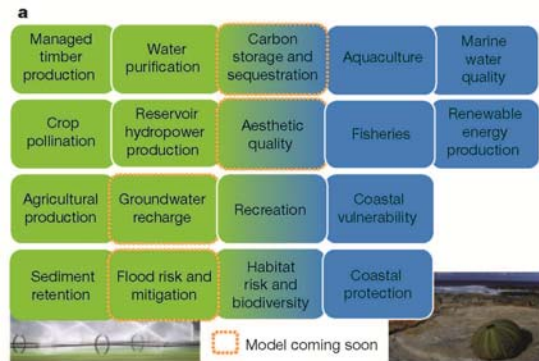 a
Managed
timber
production
Water
purification
Carbon
storage and
sequestration
Aquaculture
Marine
water
quality
Crop
pollination
Reservoir
hydropower
production
Aesthetic
quality
Fisheries
Renewable
energy
production
Agricultural
production
Groundwater
recharge
Recreation
Coastal
vulnerability
Sediment
retention
Flood risk and
mitigation
Habitat
risk and
biodiversity
Coastal
protection
Model coming soon